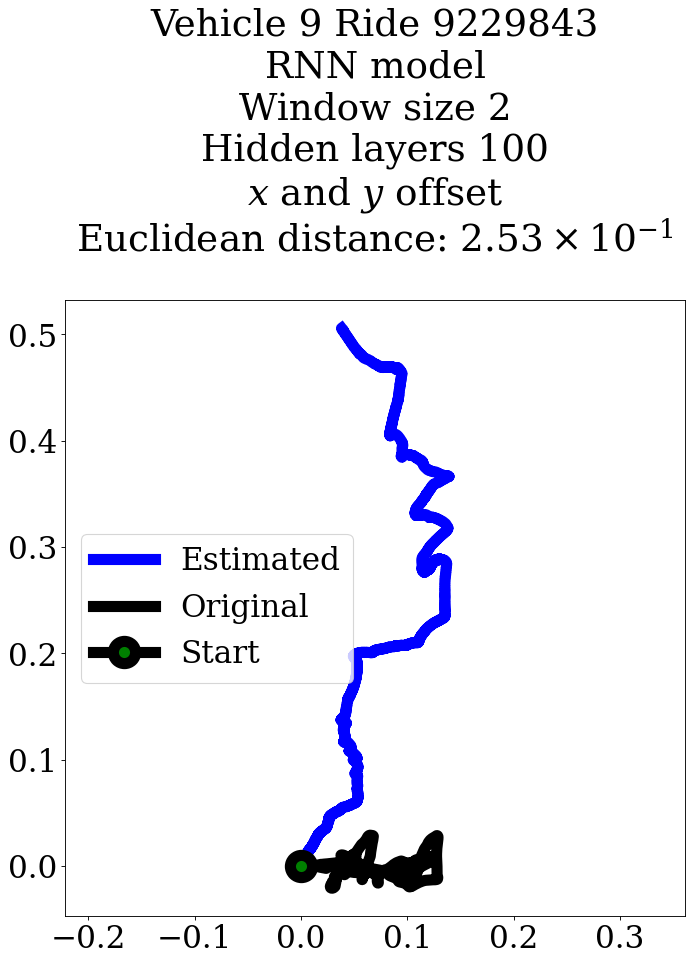 Vehicle 9 Ride 9229843
RNN model
Window size 2
Hidden layers 100
x and y offset
Euclidean distance: 2.53 × 10⁻¹
0.5
0.4
0.3
0.2
0.1
0.0
Estimated
Original
Start
−0.2 −0.1 0.0 0.1 0.2 0.3